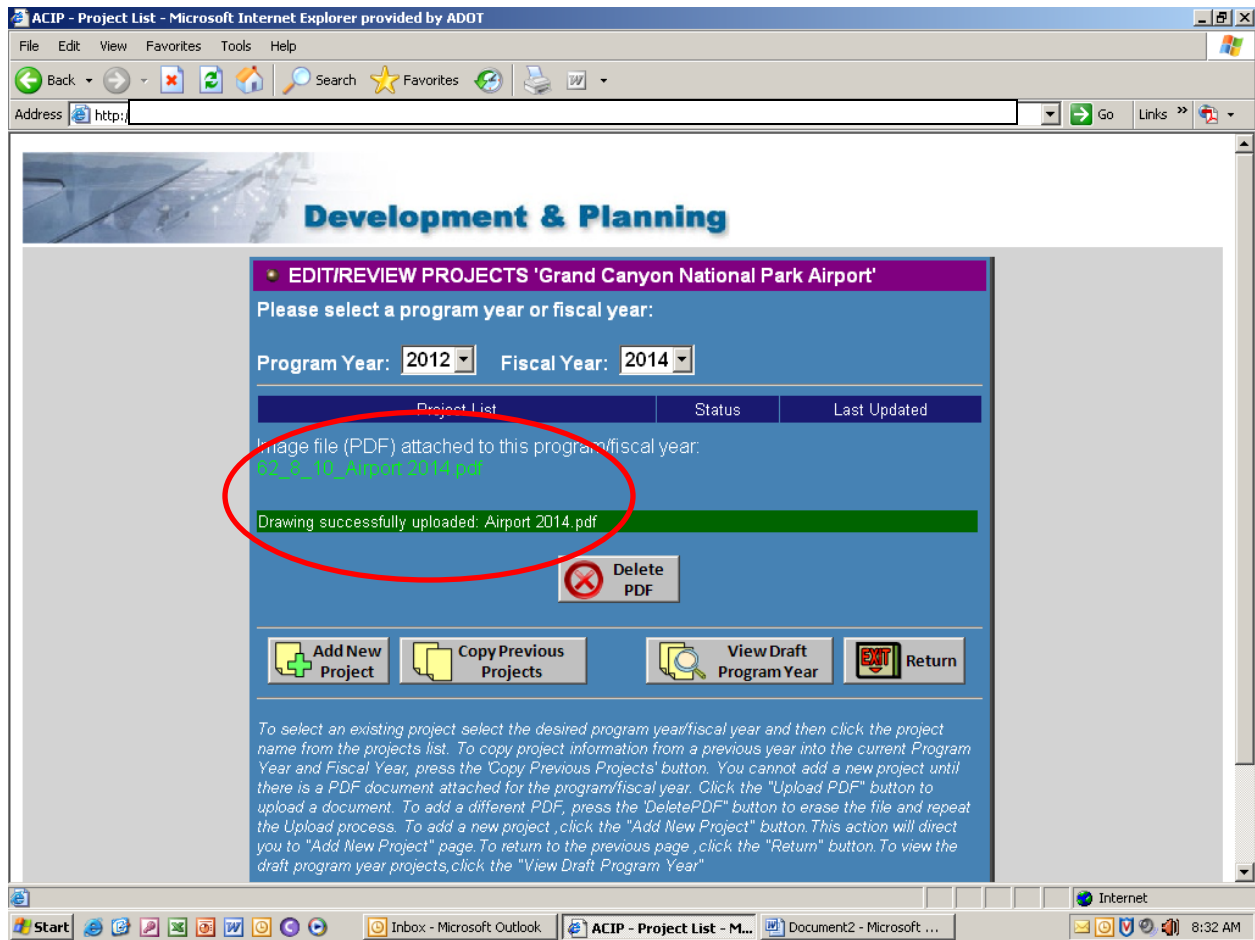 ACIP - Project List - Microsoft Internet Explorer provided by ADOT
File Edit View Favorites Tools Help
Back Search Favorites
Address http:/ Go Links »
Development & Planning
EDIT/REVIEW PROJECTS 'Grand Canyon National Park Airport'
Please select a program year or fiscal year:
Program Year: 2012 Fiscal Year: 2014
Project List Status Last Updated
Image file (PDF) attached to this program/fiscal year:
62_8_10_Airport 2014.pdf
Drawing successfully uploaded: Airport 2014.pdf
Delete
PDF
Add New
Project
Copy Previous
Projects
View Draft
Program Year
EXIT Return
To select an existing project select the desired program year/fiscal year and then click the project
name from the projects list. To copy project information from a previous year into the current Program
Year and Fiscal Year, press the 'Copy Previous Projects' button. You cannot add a new project until
there is a PDF document attached for the program/fiscal year. Click the "Upload PDF" button to
upload a document. To add a different PDF, press the 'DeletePDF" button to erase the file and repeat
the Upload process. To add a new project ,click the "Add New Project" button.This action will direct
you to "Add New Project" page.To return to the previous page ,click the "Return" button.To view the
draft program year projects,click the "View Draft Program Year"
Internet
Start Inbox - Microsoft Outlook ACIP - Project List - M... Document2 - Microsoft ... 8:32 AM